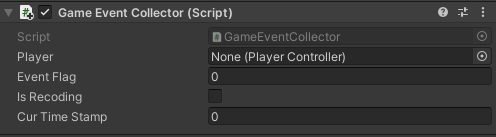 Game Event Collector (Script)
Script GameEventCollector
Player None (Player Controller)
Event Flag 0
Is Recoding
Cur Time Stamp 0